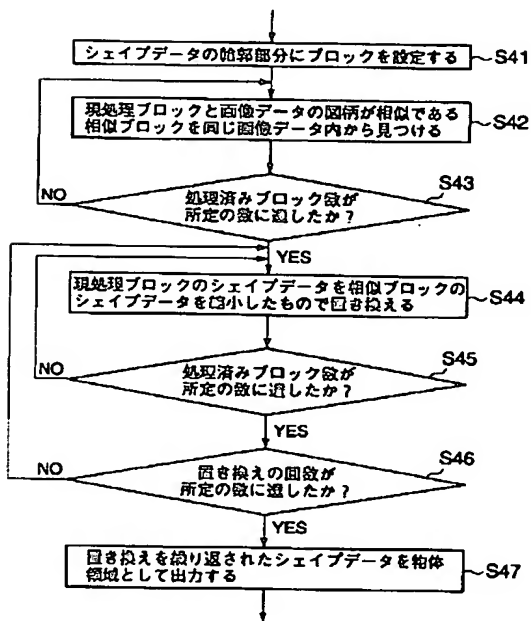 シェイプデータの輪郭部分にブロックを設定する
S41
現処理ブロックと画像データの図柄が相似である
相似ブロックを同じ画像データ内から見つける
S42
NO
処理済みブロック数が
所定の数に達したか？
S43
YES
現処理ブロックのシェイプデータを相似ブロックの
シェイプデータを縮小したもので置き換える
S44
NO
処理済みブロック数が
所定の数に達したか？
S45
YES
NO
置き換えの回数が
所定の数に達したか？
S46
YES
置き換えを繰り返されたシェイプデータを物体
領域として出力する
S47